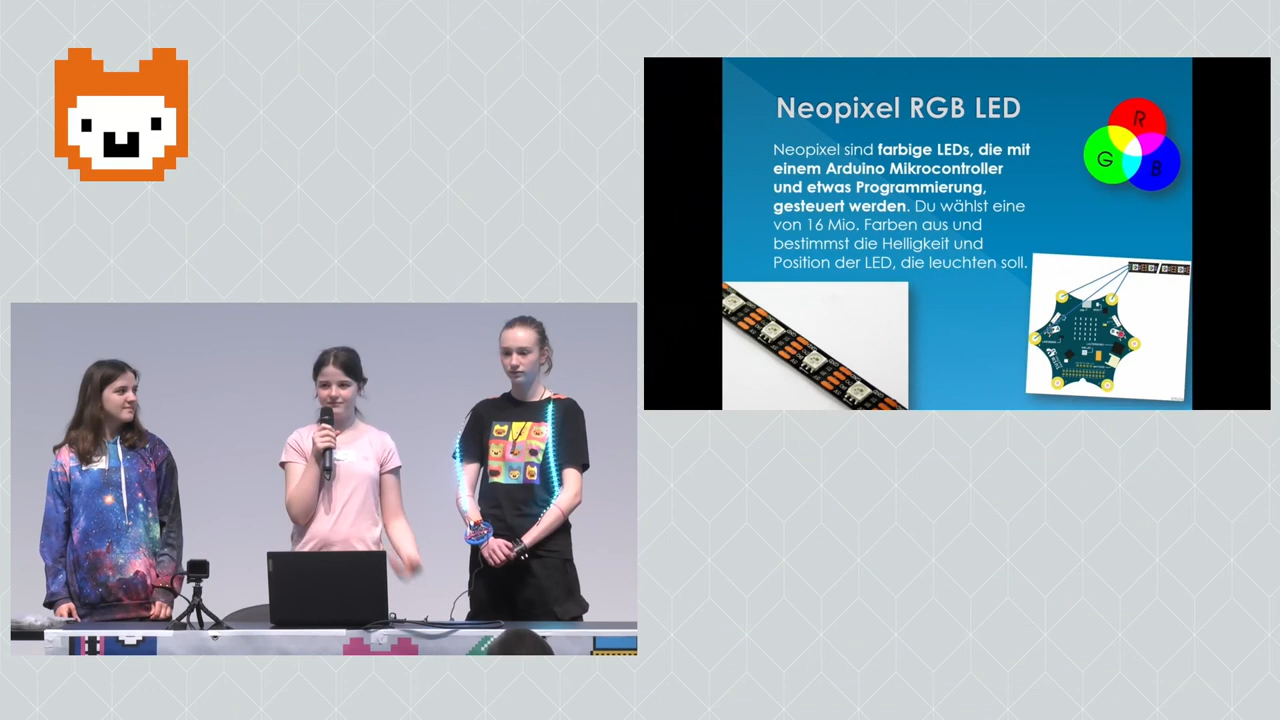 Neopixel RGB LED
Neopixel sind farbige LEDs, die mit
einem Arduino Mikrocontroller
und etwas Programmierung,
gesteuert werden. Du wählst eine
von 16 Mio. Farben aus und
bestimmst die Helligkeit und
Position der LED, die leuchten soll.
R
G
B